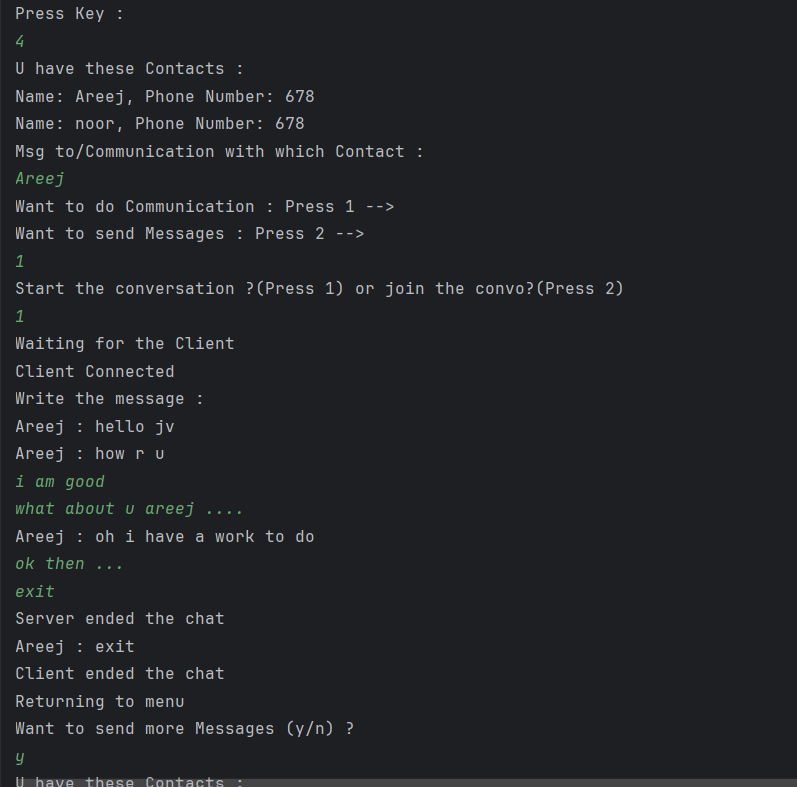 Press Key :
4
U have these Contacts :
Name: Areej, Phone Number: 678
Name: noor, Phone Number: 678
Msg to/Communication with which Contact :
Areej
Want to do Communication : Press 1 -->
Want to send Messages : Press 2 -->
1
Start the conversation ?(Press 1) or join the convo?(Press 2)
1
Waiting for the Client
Client Connected
Write the message :
Areej : hello jv
Areej : how r u
i am good
what about u areej ....
Areej : oh i have a work to do
ok then ...
exit
Server ended the chat
Areej : exit
Client ended the chat
Returning to menu
Want to send more Messages (y/n) ?
y
U have these Contacts :